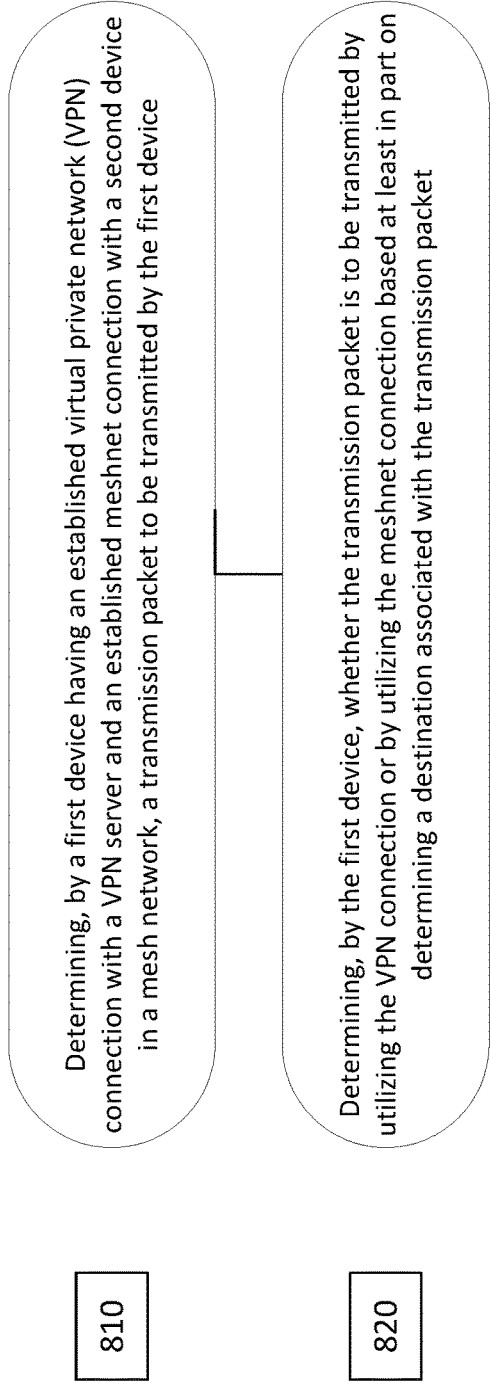 810
Determining, by a first device having an established virtual private network (VPN)
connection with a VPN server and an established meshnet connection with a second device
in a mesh network, a transmission packet to be transmitted by the first device
820
Determining, by the first device, whether the transmission packet is to be transmitted by
utilizing the VPN connection or by utilizing the meshnet connection based at least in part on
determining a destination associated with the transmission packet